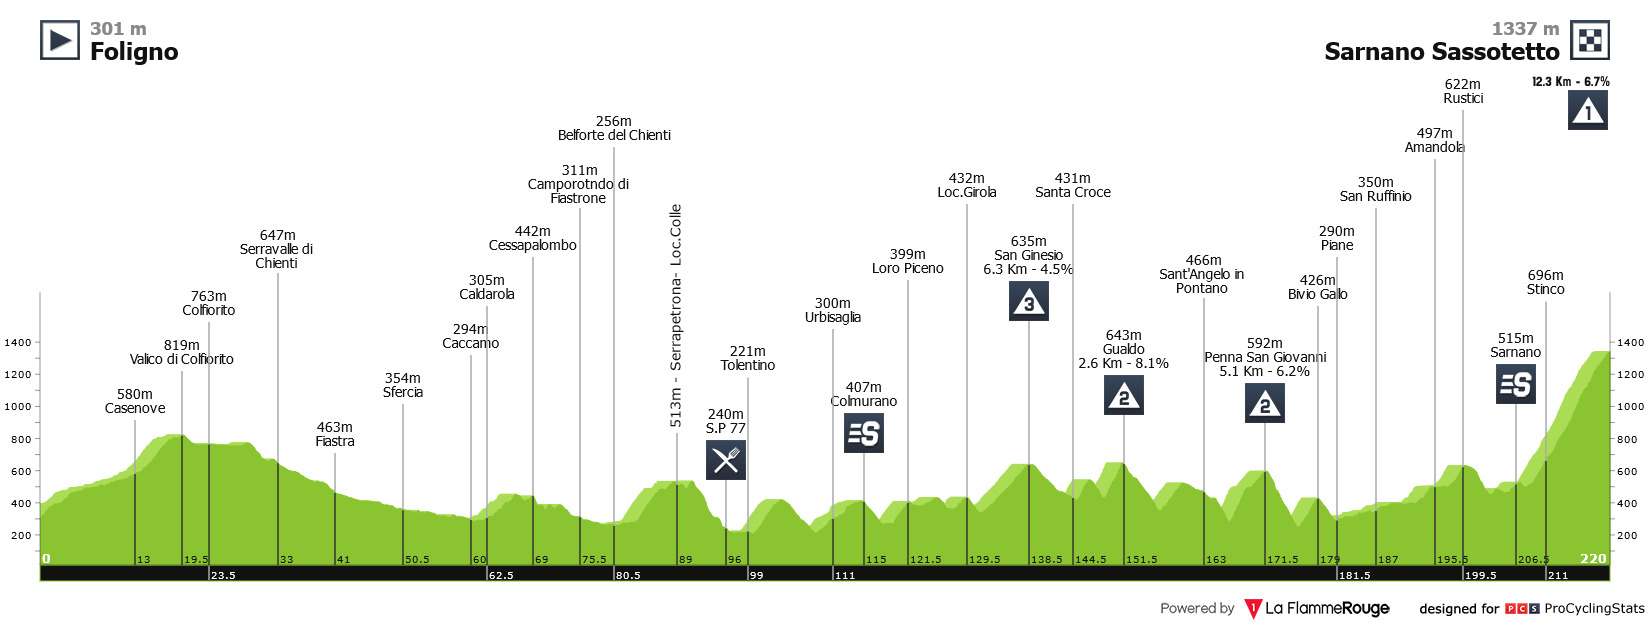 301 m
Foligno
1337 m
Sarnano Sassotetto
12.3 Km - 6.7%
1
580m
Casenove
819m
Valico di Colfiorito
763m
Colfiorito
647m
Serravalle di
Chienti
463m
Fiastra
354m
Sfercia
294m
Caccamo
305m
Caldarola
442m
Cessapalombo
311m
Camporotndo di
Fiastrone
256m
Belforte del Chienti
513m - Serrapetrona- Loc.Colle
240m
S.P 77
221m
Tolentino
300m
Urbisaglia
407m
Colmurano
S
399m
Loro Piceno
432m
Loc.Girola
635m
San Ginesio
6.3 Km - 4.5%
3
431m
Santa Croce
643m
Gualdo
2.6 Km - 8.1%
2
466m
Sant'Angelo in
Pontano
592m
Penna San Giovanni
5.1 Km - 6.2%
2
426m
Bivio Gallo
290m
Piane
350m
San Ruffinio
497m
Amandola
622m
Rustici
515m
Sarnano
S
696m
Stinco
1400
1200
1000
800
600
400
200
1400
1200
1000
800
600
400
200
0 13 19.5 33 41 50.5 60 69 75.5 89 96 115 121.5 129.5 138.5 144.5 151.5 163 171.5 179 187 195.5 206.5 220
23.5 62.5 80.5 99 111 181.5 199.5 211
Powered by 1 La FlammeRouge designed for PCS ProCyclingStats